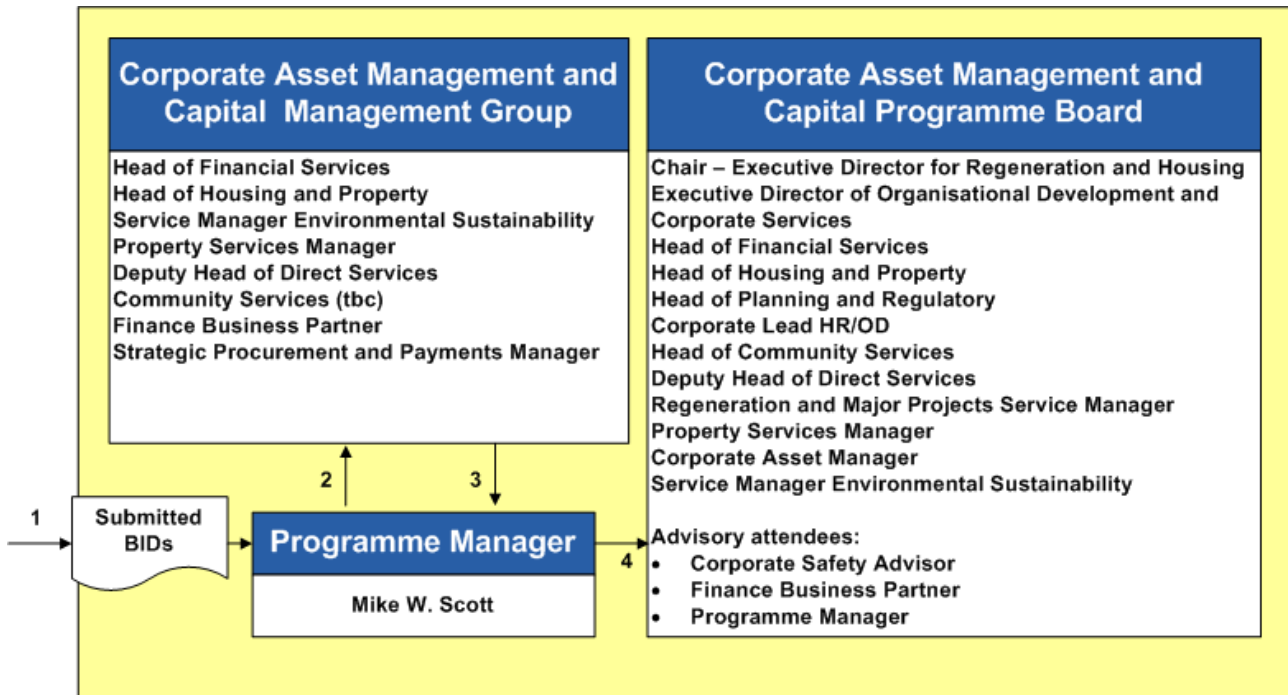 Corporate Asset Management and
Capital Management Group
Head of Financial Services
Head of Housing and Property
Service Manager Environmental Sustainability
Property Services Manager
Deputy Head of Direct Services
Community Services (tbc)
Finance Business Partner
Strategic Procurement and Payments Manager
Corporate Asset Management and
Capital Programme Board
Chair – Executive Director for Regeneration and Housing
Executive Director of Organisational Development and
Corporate Services
Head of Financial Services
Head of Housing and Property
Head of Planning and Regulatory
Corporate Lead HR/OD
Head of Community Services
Deputy Head of Direct Services
Regeneration and Major Projects Service Manager
Property Services Manager
Corporate Asset Manager
Service Manager Environmental Sustainability
Advisory attendees:
• Corporate Safety Advisor
• Finance Business Partner
• Programme Manager
1
Submitted
BIDs
2
3
Programme Manager
Mike W. Scott
4